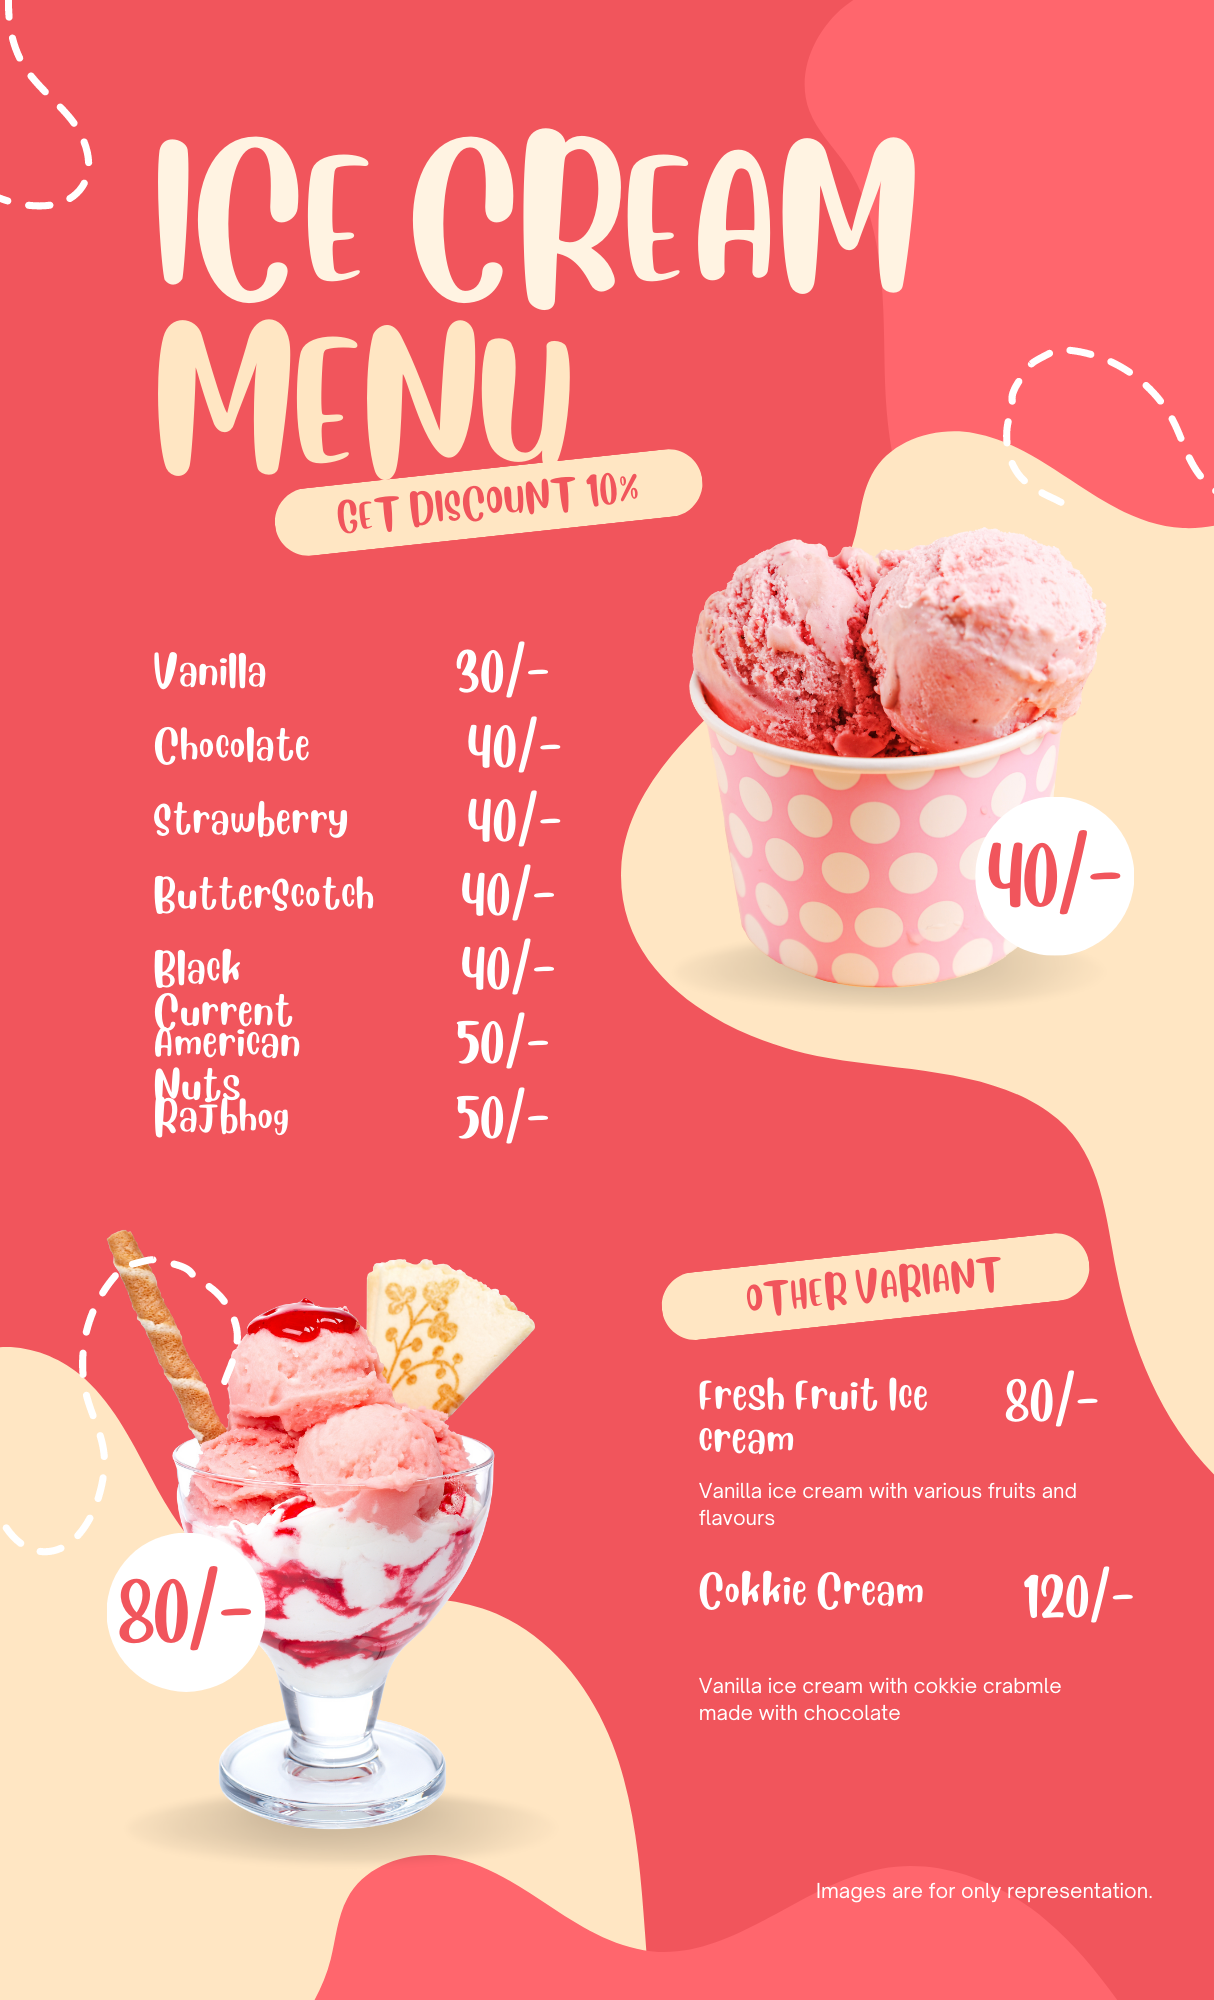 ICE CREAM
MENU
GET DISCOUNT 10%
Vanilla 30/-
Chocolate 40/-
Strawberry 40/-
ButterScotch 40/-
Black 40/-
Current
American 50/-
Nuts
RaJbhog 50/-
40/-
OTHER VARIANT
Fresh Fruit Ice 80/-
cream
Vanilla ice cream with various fruits and
flavours
Cokkie Cream 120/-
Vanilla ice cream with cokkie crabmle
made with chocolate
80/-
Images are for only representation.